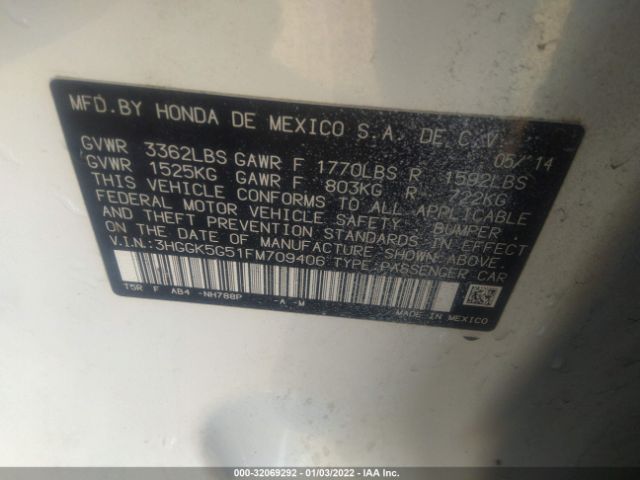 MFD.BY HONDA DE MEXICO S.A. DE C.V.
05/'14
GVWR 3362LBS GAWR F 1770LBS R 1592LBS
GVWR 1525KG GAWR F 803KG R 722KG
THIS VEHICLE CONFORMS TO ALL APPLICABLE
FEDERAL MOTOR VEHICLE SAFETY, BUMPER,
AND THEFT PREVENTION STANDARDS IN EFFECT
ON THE DATE OF MANUFACTURE SHOWN ABOVE.
V.I.N.:3HGGK5G51FM709406 TYPE:PASSENGER CAR
T5R F AB4 -NH788P -A -M
MADE IN MEXICO
000-32069292 - 01/03/2022 - IAA Inc.